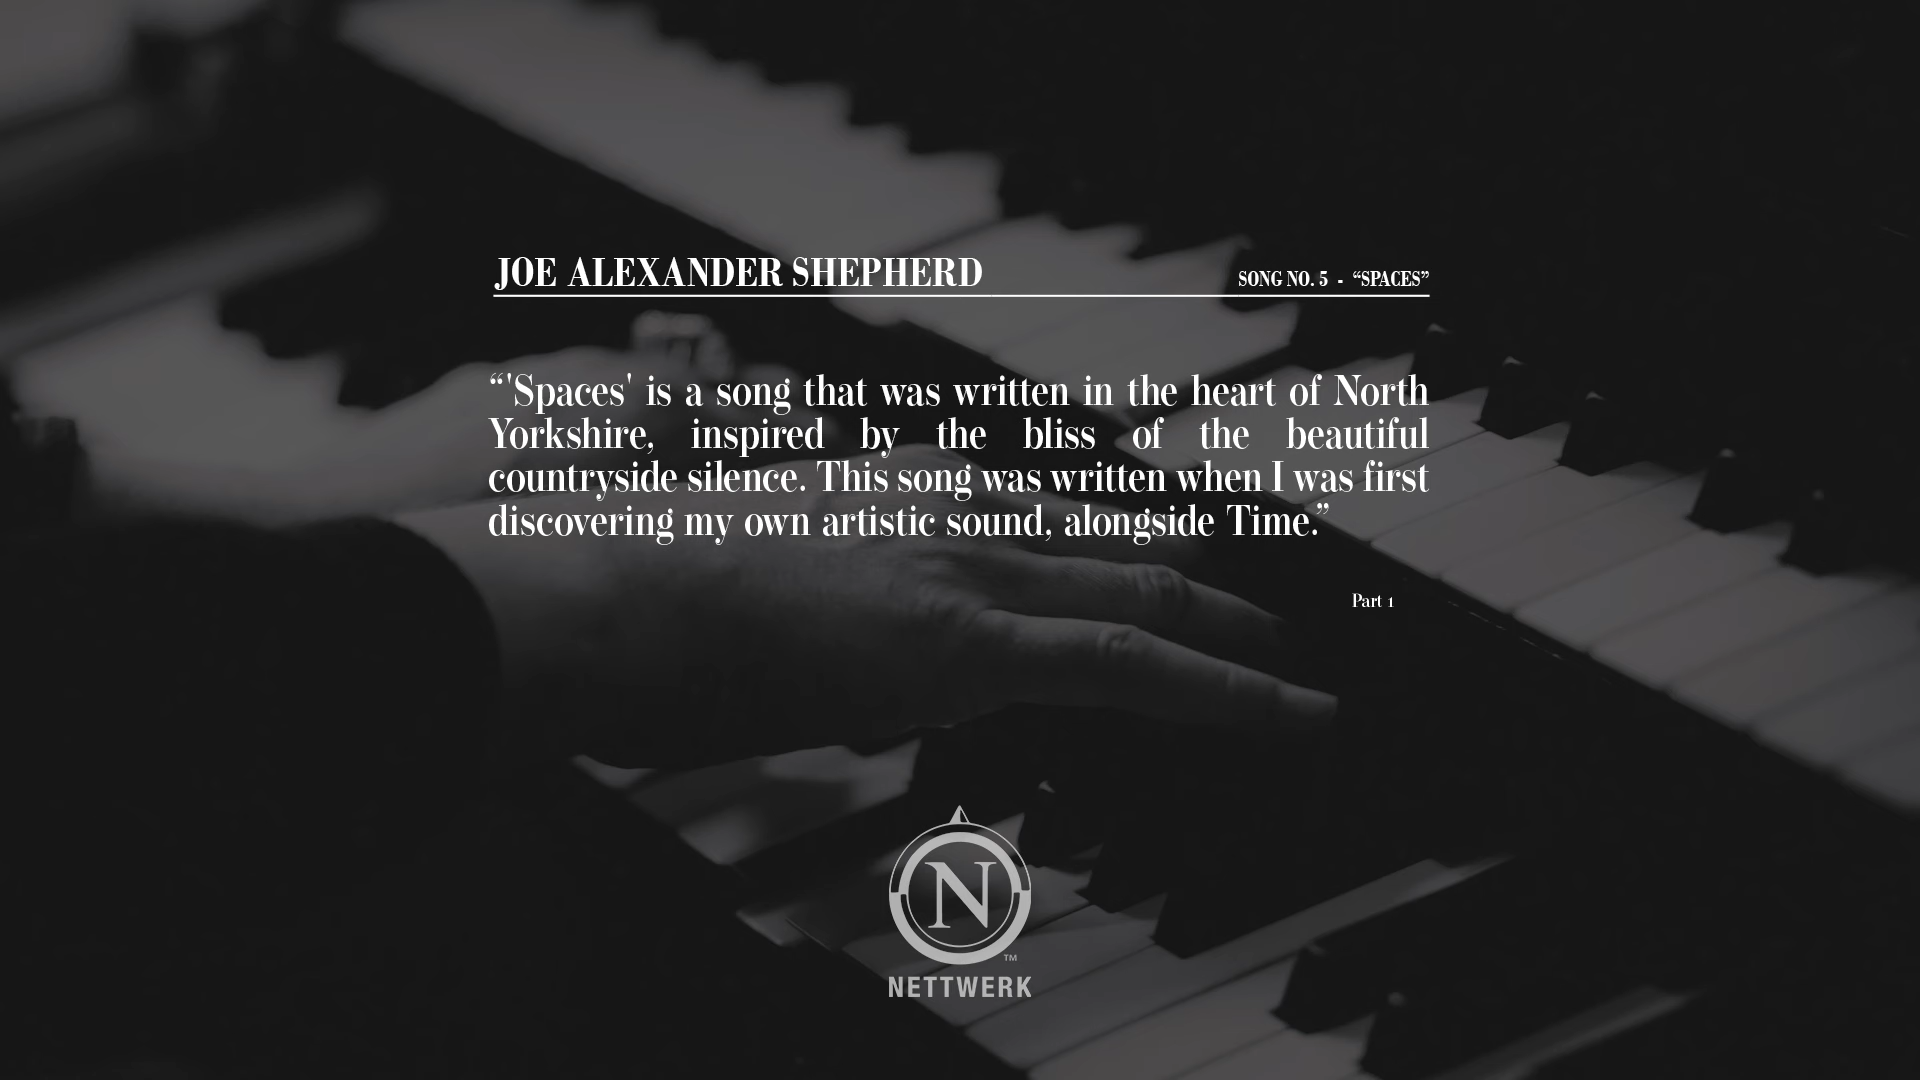 JOE ALEXANDER SHEPHERD
SONG NO. 5 - “SPACES”
“'Spaces' is a song that was written in the heart of North
Yorkshire, inspired by the bliss of the beautiful
countryside silence. This song was written when I was first
discovering my own artistic sound, alongside Time.”
Part 1
N
TM
NETTWERK